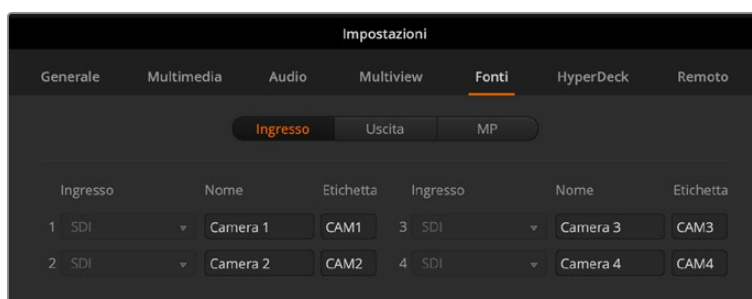 Impostazioni
Generale Multimedia Audio Multiview Fonti HyperDeck Remoto
Ingresso Uscita MP
Ingresso Nome Etichetta Ingresso Nome Etichetta
1 SDI Camera 1 CAM1 3 SDI Camera 3 CAM3
2 SDI Camera 2 CAM2 4 SDI Camera 4 CAM4